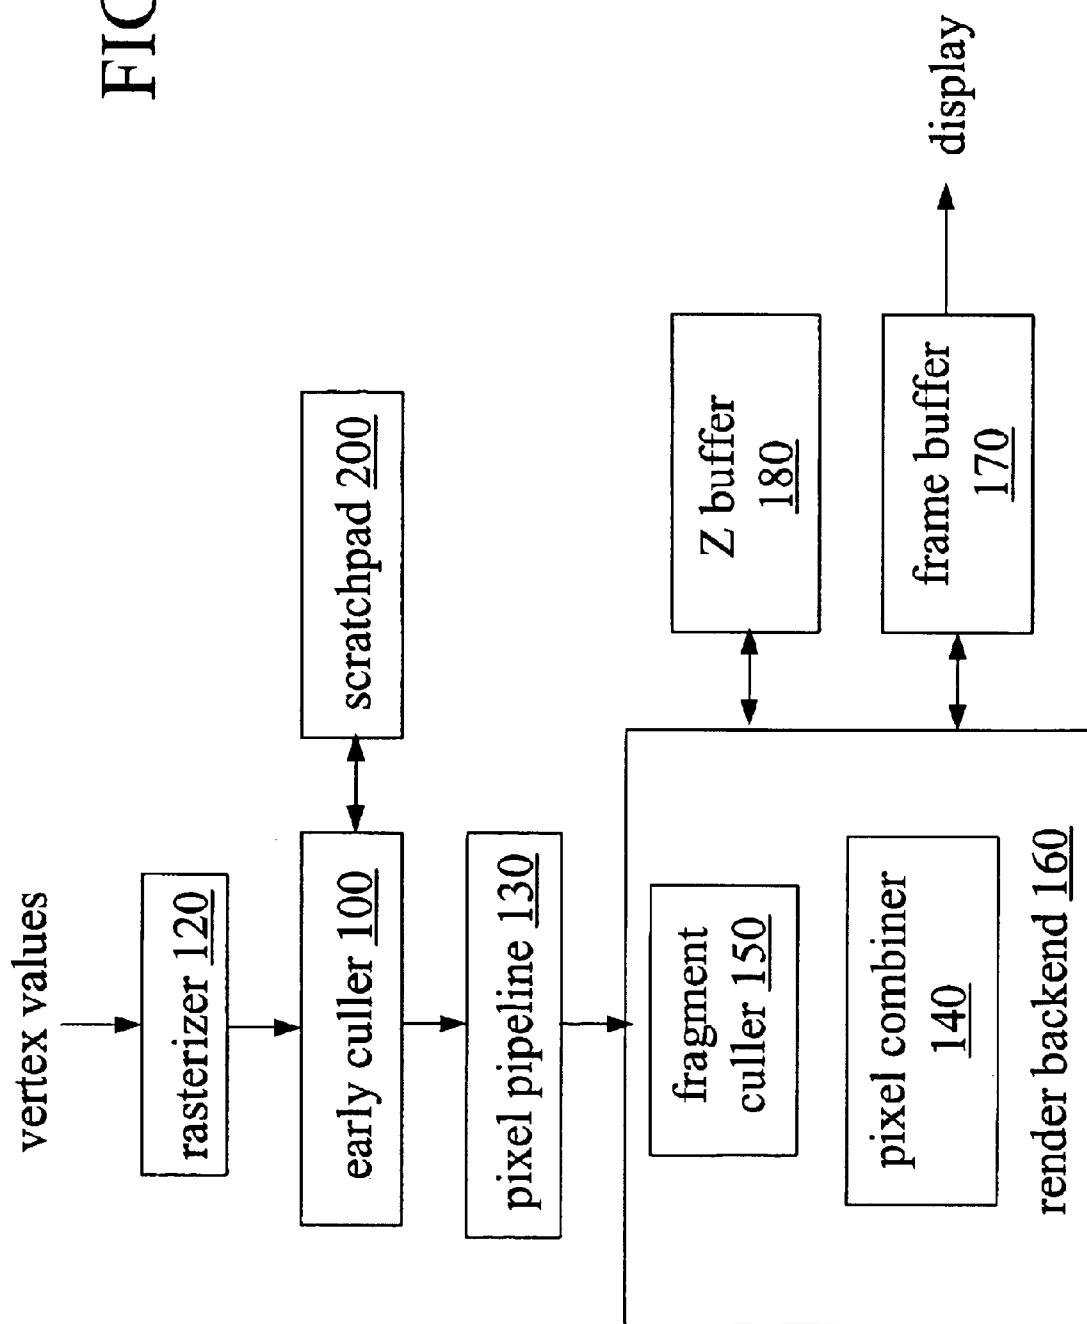 FIG
vertex values
rasterizer 120
early culler 100
scratchpad 200
pixel pipeline 130
fragment
culler 150
Z buffer
180
pixel combiner
140
frame buffer
170
display
render backend 160